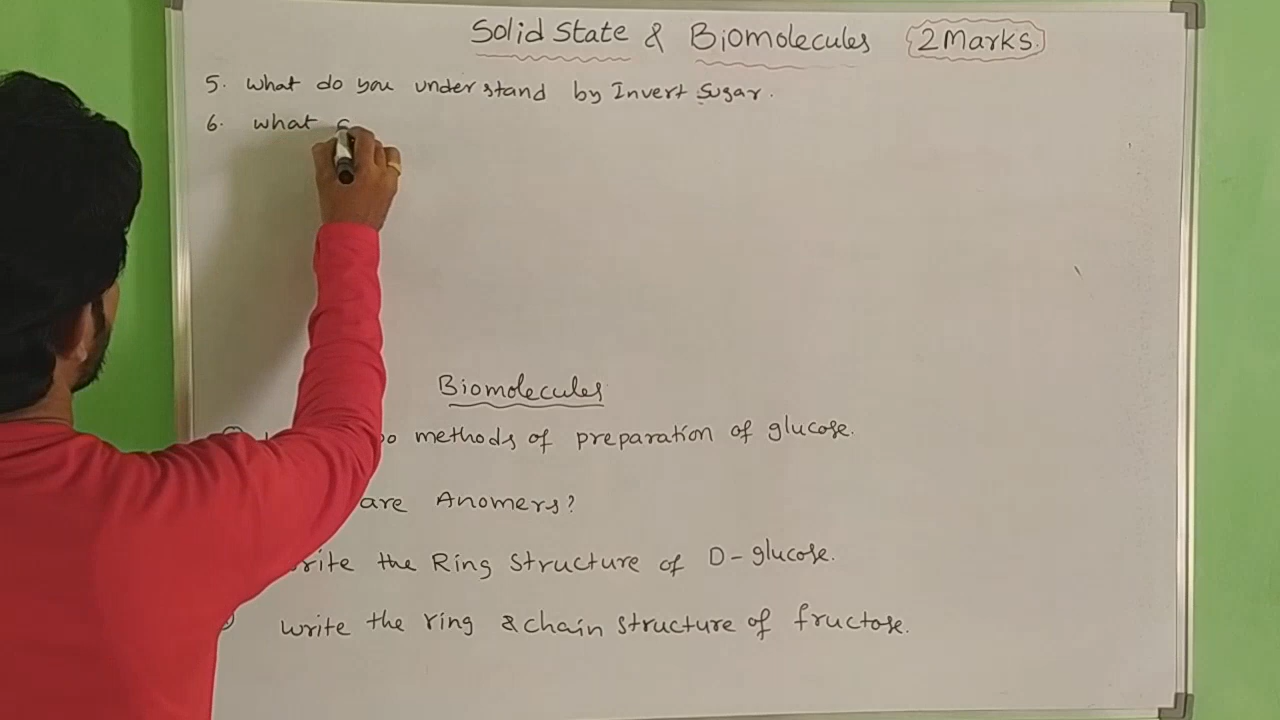 Solid State & Biomolecules 2 Marks.
5. What do you understand by Invert Sugar.
6. What
Biomolecules
methods of preparation of glucose.
are Anomers?
the Ring Structure of D-glucose.
write the ring & chain structure of fructose.